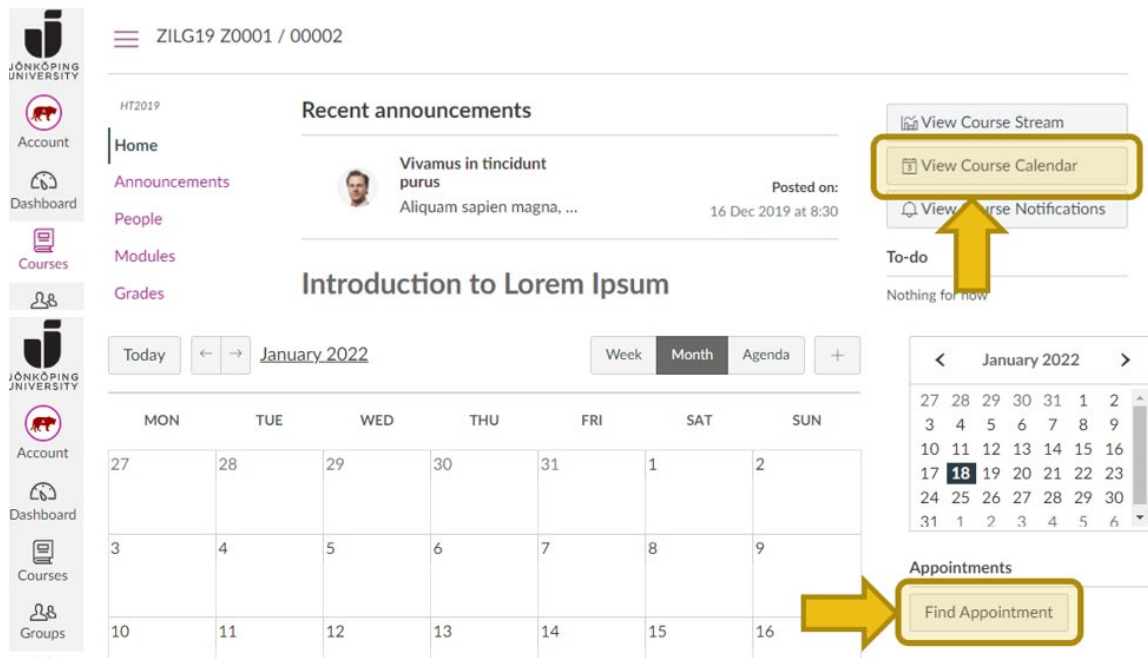 JÖNKÖPING
UNIVERSITY
Account
Dashboard
Courses
ZILG19 Z0001 / 00002
HT2019
Home
Announcements
People
Modules
Grades
Recent announcements
Vivamus in tincidunt
purus
Aliquam sapien magna, ...
Posted on:
16 Dec 2019 at 8:30
Introduction to Lorem Ipsum
View Course Stream
3 View Course Calendar
View Course Notifications
To-do
Nothing for now
JÖNKÖPING
UNIVERSITY
Account
Dashboard
Courses
Groups
Today ← → January 2022 Week Month Agenda +
MON TUE WED THU FRI SAT SUN
27 28 29 30 31 1 2
3 4 5 6 7 8 9
10 11 12 13 14 15 16
January 2022
27 28 29 30 31 1 2
3 4 5 6 7 8 9
10 11 12 13 14 15 16
17 18 19 20 21 22 23
24 25 26 27 28 29 30
31 1 2 3 4 5 6
Appointments
Find Appointment